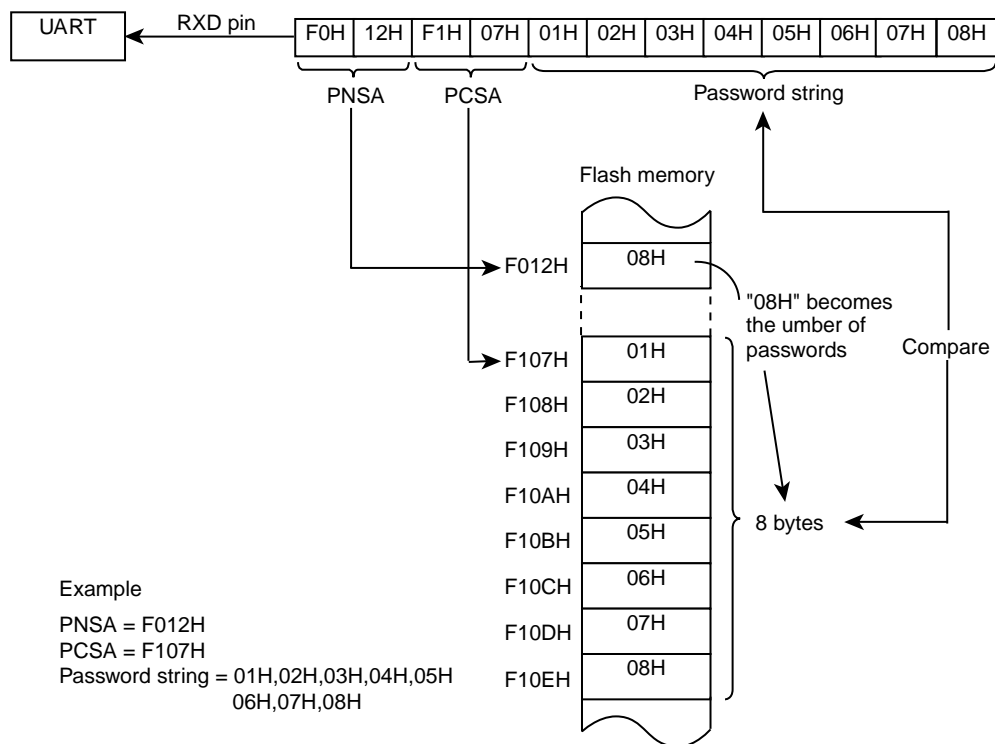 UART
RXD pin
F0H 12H F1H 07H 01H 02H 03H 04H 05H 06H 07H 08H
PNSA
PCSA
Password string
Flash memory
F012H
08H
"08H" becomes
the umber of
passwords
Compare
F107H
01H
F108H
02H
F109H
03H
F10AH
04H
F10BH
05H
F10CH
06H
F10DH
07H
F10EH
08H
8 bytes
Example
PNSA = F012H
PCSA = F107H
Password string = 01H,02H,03H,04H,05H
06H,07H,08H